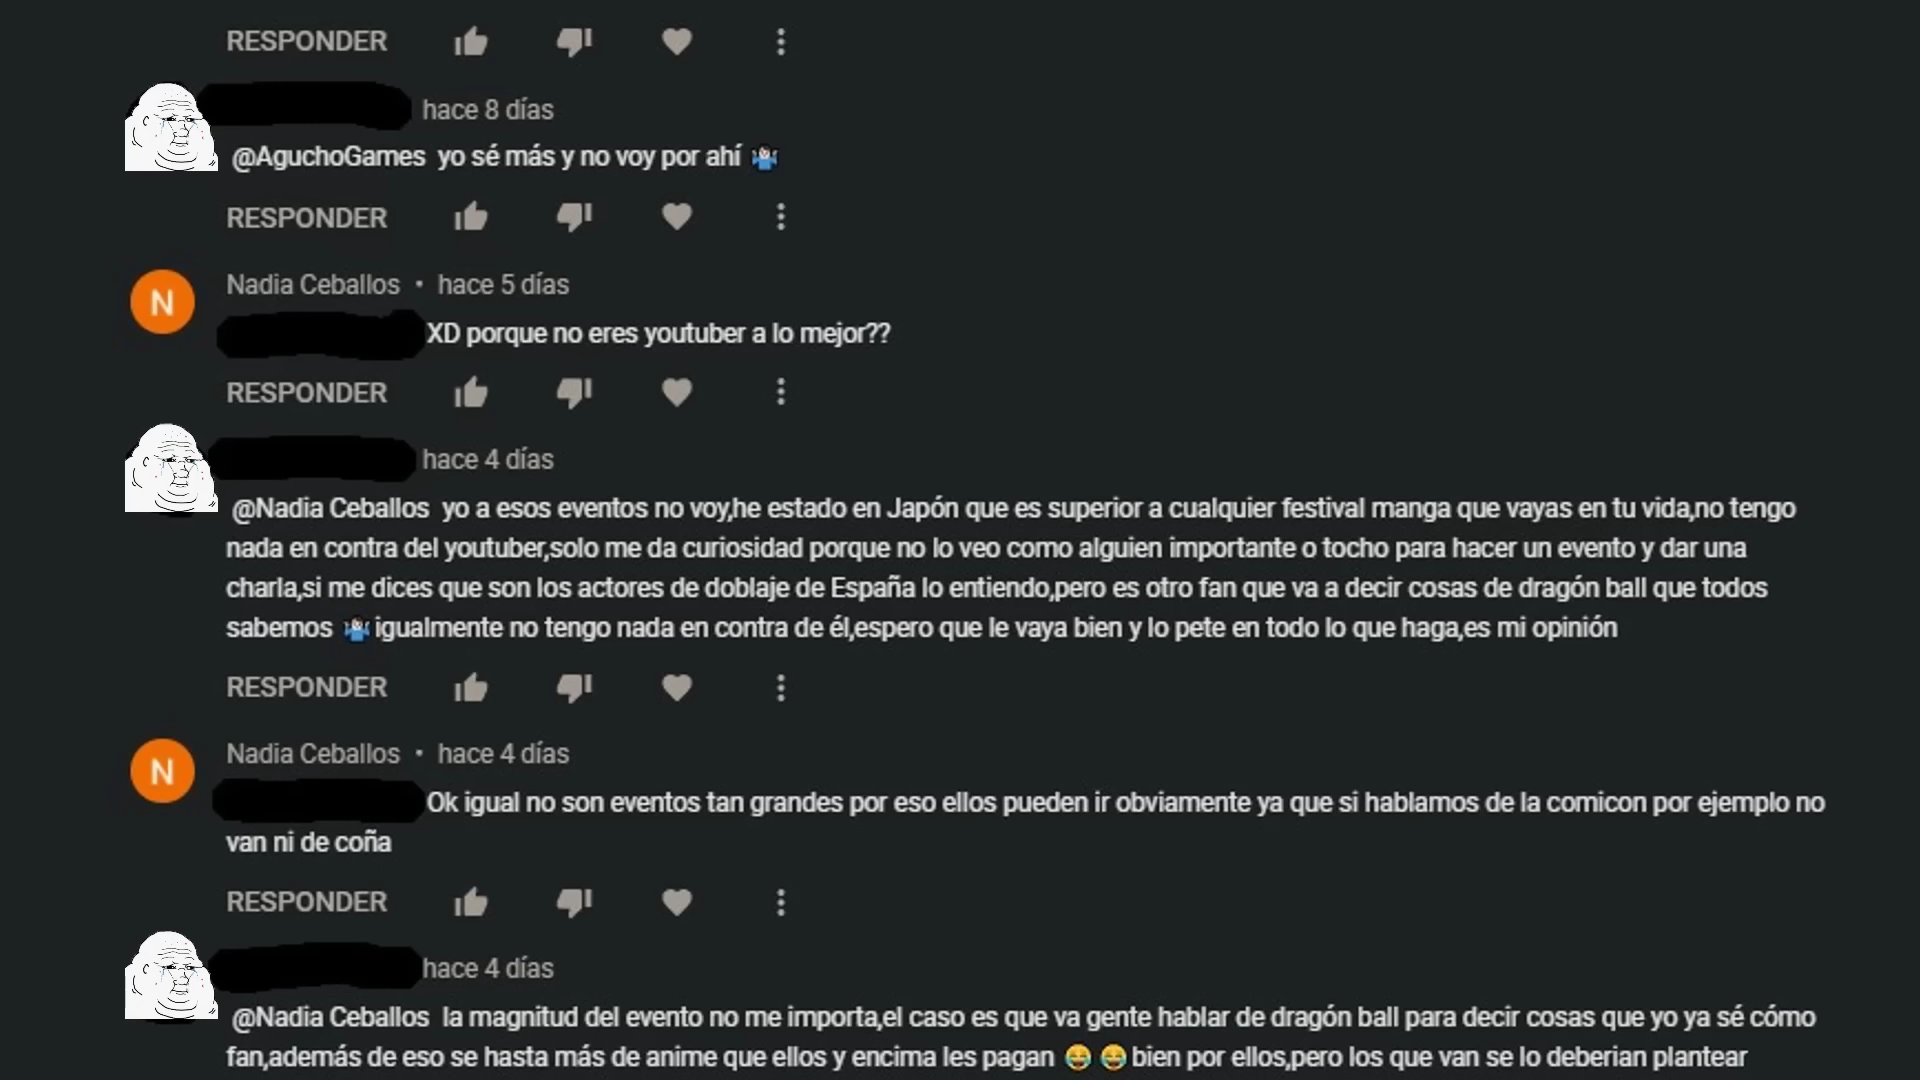 RESPONDER
hace 8 días
@AguchoGames yo sé más y no voy por ahí 🤷🏻‍♂️
RESPONDER
N
Nadia Ceballos • hace 5 días
XD porque no eres youtuber a lo mejor??
RESPONDER
hace 4 días
@Nadia Ceballos yo a esos eventos no voy,he estado en Japón que es superior a cualquier festival manga que vayas en tu vida,no tengo
nada en contra del youtuber,solo me da curiosidad porque no lo veo como alguien importante o tocho para hacer un evento y dar una
charla,si me dices que son los actores de doblaje de España lo entiendo,pero es otro fan que va a decir cosas de dragón ball que todos
sabemos 🤷🏻‍♂️igualmente no tengo nada en contra de él,espero que le vaya bien y lo pete en todo lo que haga,es mi opinión
RESPONDER
N
Nadia Ceballos • hace 4 días
Ok igual no son eventos tan grandes por eso ellos pueden ir obviamente ya que si hablamos de la comicon por ejemplo no
van ni de coña
RESPONDER
hace 4 días
@Nadia Ceballos la magnitud del evento no me importa,el caso es que va gente hablar de dragón ball para decir cosas que yo ya sé cómo
fan,además de eso se hasta más de anime que ellos y encima les pagan 😂 😂 bien por ellos,pero los que van se lo deberian plantear